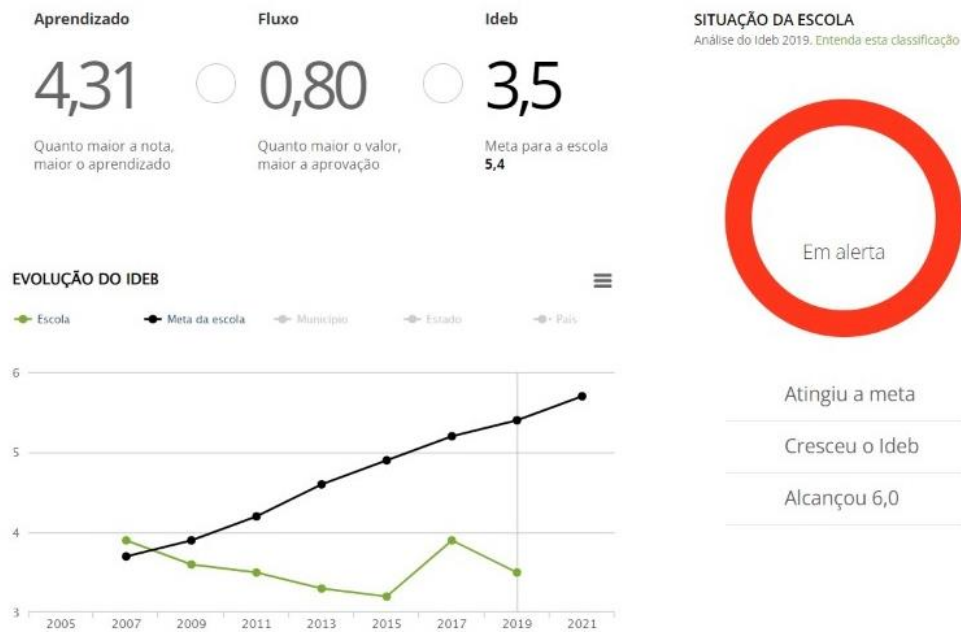 Aprendizado
4,31
Quanto maior a nota,
maior o aprendizado
Fluxo
0,80
Quanto maior o valor,
maior a aprovação
Ideb
3,5
Meta para a escola
5,4
SITUAÇÃO DA ESCOLA
Análise do Ideb 2019. Entenda esta classificação
Em alerta
Atingiu a meta
Cresceu o Ideb
Alcançou 6,0
EVOLUÇÃO DO IDEB
Escola Meta da escola Município Estado País
6
5
4
3
2005 2007 2009 2011 2013 2015 2017 2019 2021